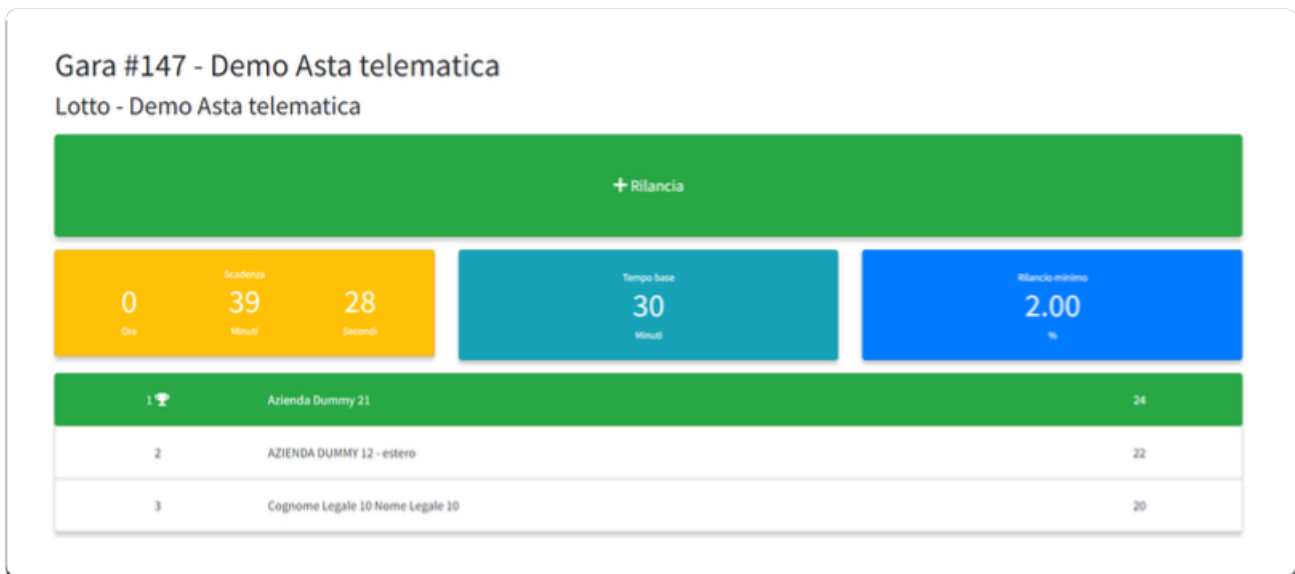 Gara #147 - Demo Asta telematica
Lotto - Demo Asta telematica
+ Rilancia
Scadenza
0 39 28
Ore Minuti Secondi
Tempo base
30
Minuti
Rilancio minimo
2.00
%
1 Azienda Dummy 21 24
2 AZIENDA DUMMY 12 - estero 22
3 Cognome Legale 10 Nome Legale 10 20